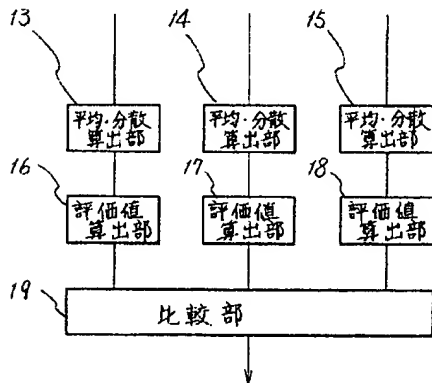 13 14 15
平均・分散 平均・分散 平均・分散
算出部 算出部 算出部
16 17 18
評価値 評価値 評価値
算出部 算出部 算出部
19
比較部